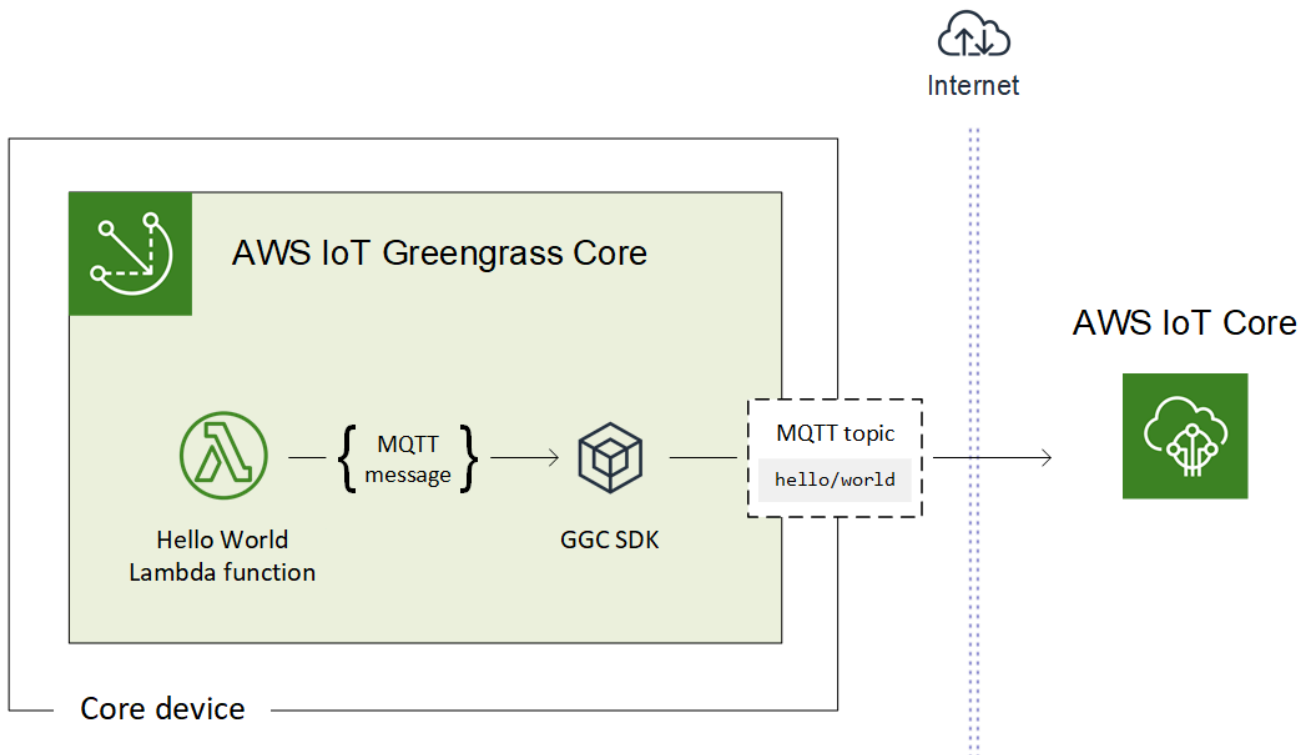 Internet
AWS IoT Greengrass Core
AWS IoT Core
MQTT
message
MQTT topic
hello/world
Hello World
Lambda function
GGC SDK
Core device